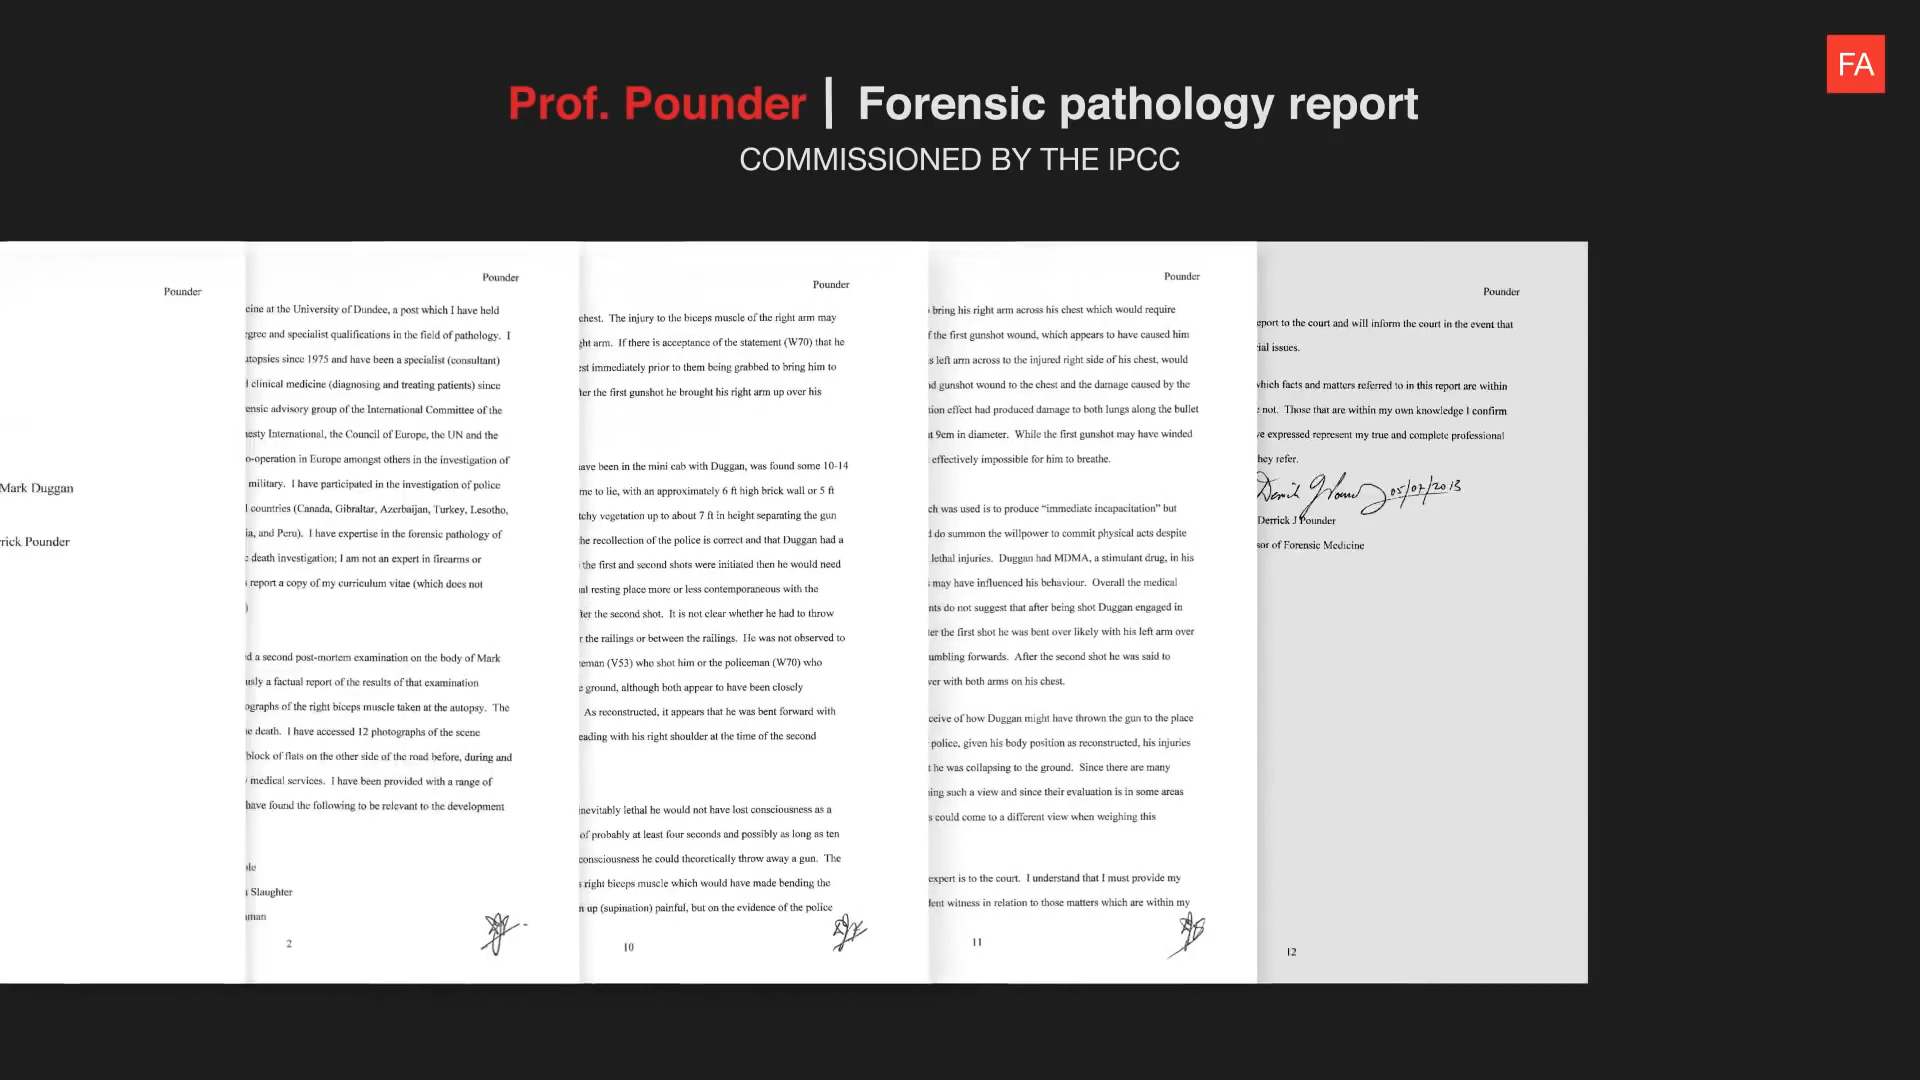 FA
Prof. Pounder | Forensic pathology report
COMMISSIONED BY THE IPCC
Pounder
Mark Duggan
rick Pounder
Pounder
cine at the University of Dundee, a post which I have held
egree and specialist qualifications in the field of pathology. I
utopsies since 1975 and have been a specialist (consultant)
clinical medicine (diagnosing and treating patients) since
ensic advisory group of the International Committee of the
nesty International, the Council of Europe, the UN and the
o-operation in Europe amongst others in the investigation of
military. I have participated in the investigation of police
countries (Canada, Gibraltar, Azerbaijan, Turkey, Lesotho,
ia, and Peru). I have expertise in the forensic pathology of
death investigation; I am not an expert in firearms or
report a copy of my curriculum vitae (which does not
)
d a second post-mortem examination on the body of Mark
usly a factual report of the results of that examination
ographs of the right biceps muscle taken at the autopsy. The
e death. I have accessed 12 photographs of the scene
block of flats on the other side of the road before, during and
medical services. I have been provided with a range of
have found the following to be relevant to the development
ble
Slaughter
man
2
Pounder
chest. The injury to the biceps muscle of the right arm may
ght arm. If there is acceptance of the statement (W70) that he
est immediately prior to them being grabbed to bring him to
fter the first gunshot he brought his right arm up over his
ave been in the mini cab with Duggan, was found some 10-14
me to lie, with an approximately 6 ft high brick wall or 5 ft
tchy vegetation up to about 7 ft in height separating the gun
he recollection of the police is correct and that Duggan had a
the first and second shots were initiated then he would need
al resting place more or less contemporaneous with the
fter the second shot. It is not clear whether he had to throw
r the railings or between the railings. He was not observed to
eman (V53) who shot him or the policeman (W70) who
e ground, although both appear to have been closely
As reconstructed, it appears that he was bent forward with
eading with his right shoulder at the time of the second
inevitably lethal he would not have lost consciousness as a
of probably at least four seconds and possibly as long as ten
consciousness he could theoretically throw away a gun. The
s right biceps muscle which would have made bending the
n up (supination) painful, but on the evidence of the police
10
Pounder
bring his right arm across his chest which would require
f the first gunshot wound, which appears to have caused him
s left arm across to the injured right side of his chest, would
nd gunshot wound to the chest and the damage caused by the
tion effect had produced damage to both lungs along the bullet
t 9cm in diameter. While the first gunshot may have winded
effectively impossible for him to breathe.
ch was used is to produce “immediate incapacitation” but
d do summon the willpower to commit physical acts despite
lethal injuries. Duggan had MDMA, a stimulant drug, in his
may have influenced his behaviour. Overall the medical
nts do not suggest that after being shot Duggan engaged in
ter the first shot he was bent over likely with his left arm over
umbling forwards. After the second shot he was said to
ver with both arms on his chest.
ceive of how Duggan might have thrown the gun to the place
police, given his body position as reconstructed, his injuries
t he was collapsing to the ground. Since there are many
ning such a view and since their evaluation is in some areas
s could come to a different view when weighing this
expert is to the court. I understand that I must provide my
dent witness in relation to those matters which are within my
11
Pounder
eport to the court and will inform the court in the event that
ial issues.
which facts and matters referred to in this report are within
e not. Those that are within my own knowledge I confirm
ve expressed represent my true and complete professional
hey refer.
05/07/2013
Derrick J Pounder
sor of Forensic Medicine
12